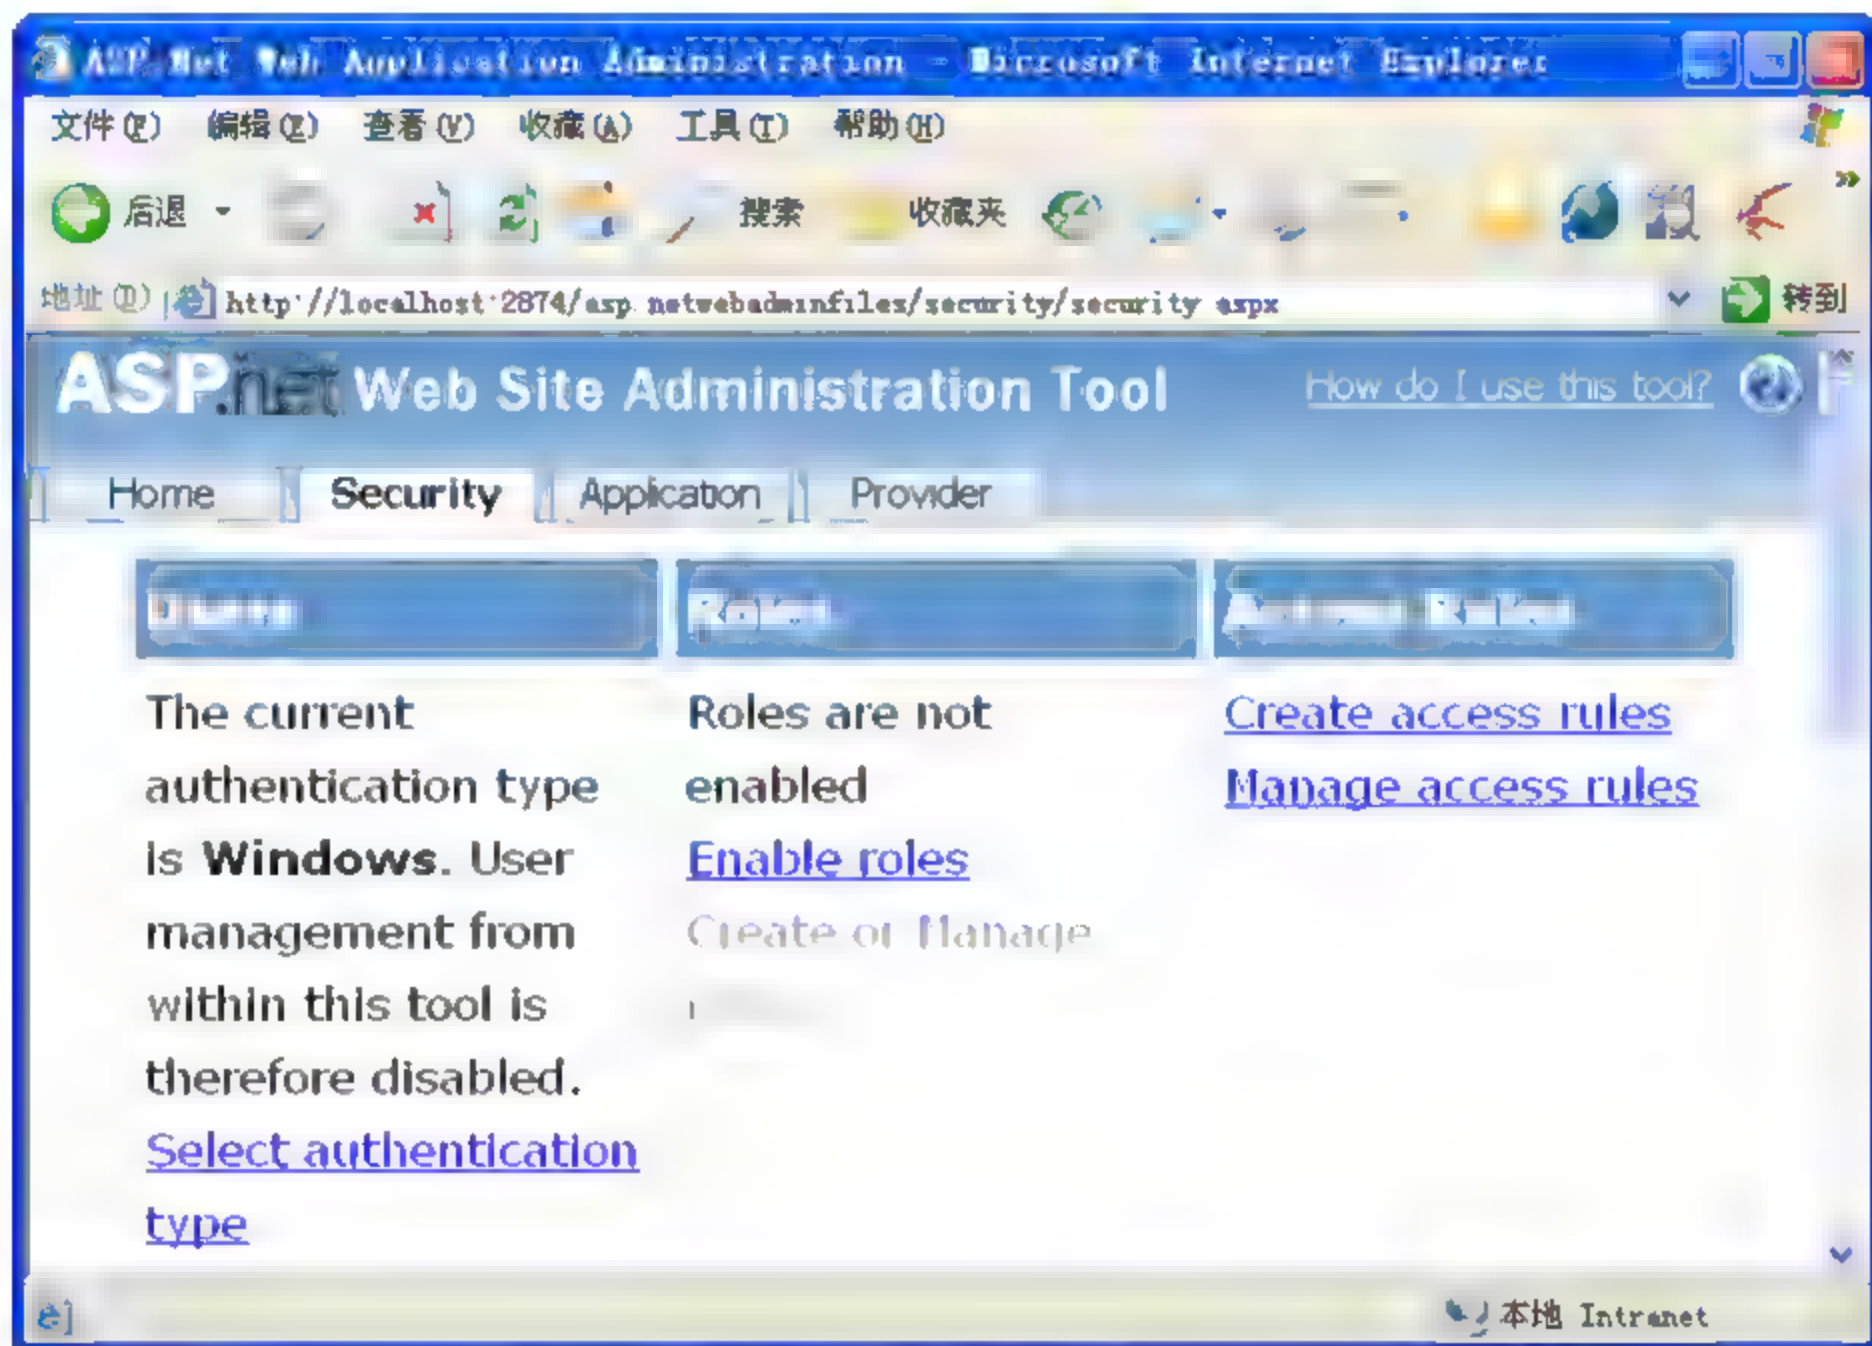 ASP.Net Web Application Administration - Microsoft Internet Explorer
文件(F) 编辑(E) 查看(V) 收藏(A) 工具(T) 帮助(H)
后退 搜索 收藏夹
地址(D) http://localhost:2874/asp.netwebadminfiles/security/security.aspx 转到
ASP.net Web Site Administration Tool How do I use this tool?
Home Security Application Provider
Users Roles Access Rules
The current Roles are not Create access rules
authentication type enabled Manage access rules
is Windows. User Enable roles
management from Create or Manage
within this tool is
therefore disabled.
Select authentication
type
本地 Intranet